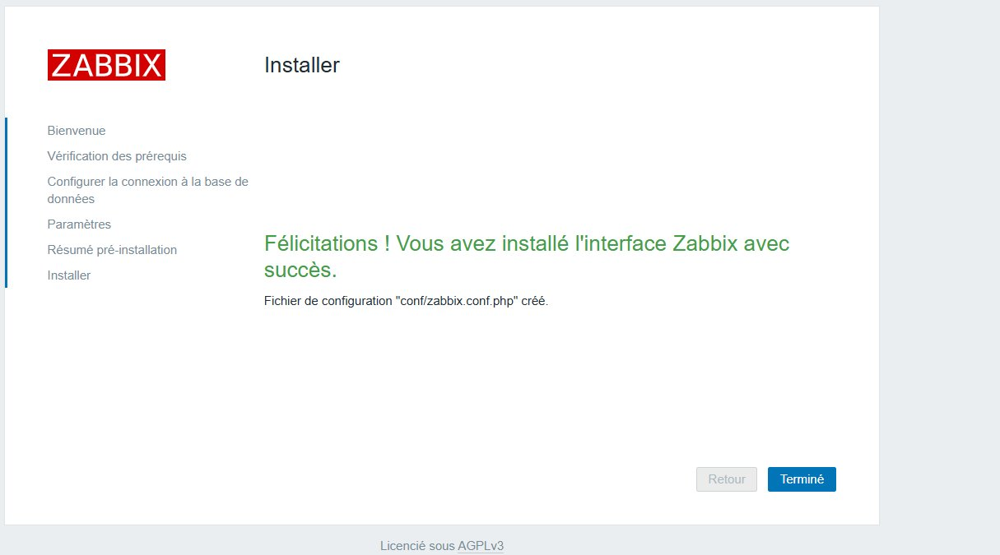 ZABBIX
Installer
Bienvenue
Vérification des prérequis
Configurer la connexion à la base de
données
Paramètres
Résumé pré-installation
Installer
Félicitations ! Vous avez installé l'interface Zabbix avec
succès.
Fichier de configuration "conf/zabbix.conf.php" créé.
Retour
Terminé
Licencié sous AGPLv3